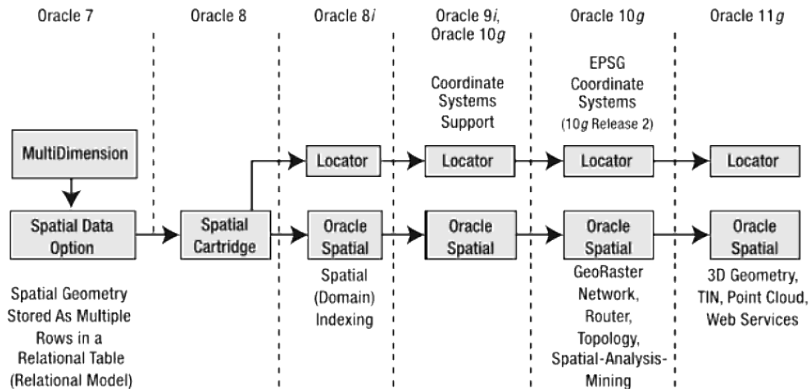 Oracle 7
Oracle 8
Oracle 8i
Oracle 9i,
Oracle 10g
Oracle 10g
Oracle 11g
Coordinate
Systems
Support
EPSG
Coordinate
Systems
(10g Release 2)
MultiDimension
Locator
Locator
Locator
Locator
Spatial Data
Option
Spatial
Cartridge
Oracle
Spatial
Oracle
Spatial
Oracle
Spatial
Oracle
Spatial
Spatial Geometry
Stored As Multiple
Rows in a
Relational Table
(Relational Model)
Spatial
(Domain)
Indexing
GeoRaster
Network,
Router,
Topology,
Spatial-Analysis-
Mining
3D Geometry,
TIN, Point Cloud,
Web Services